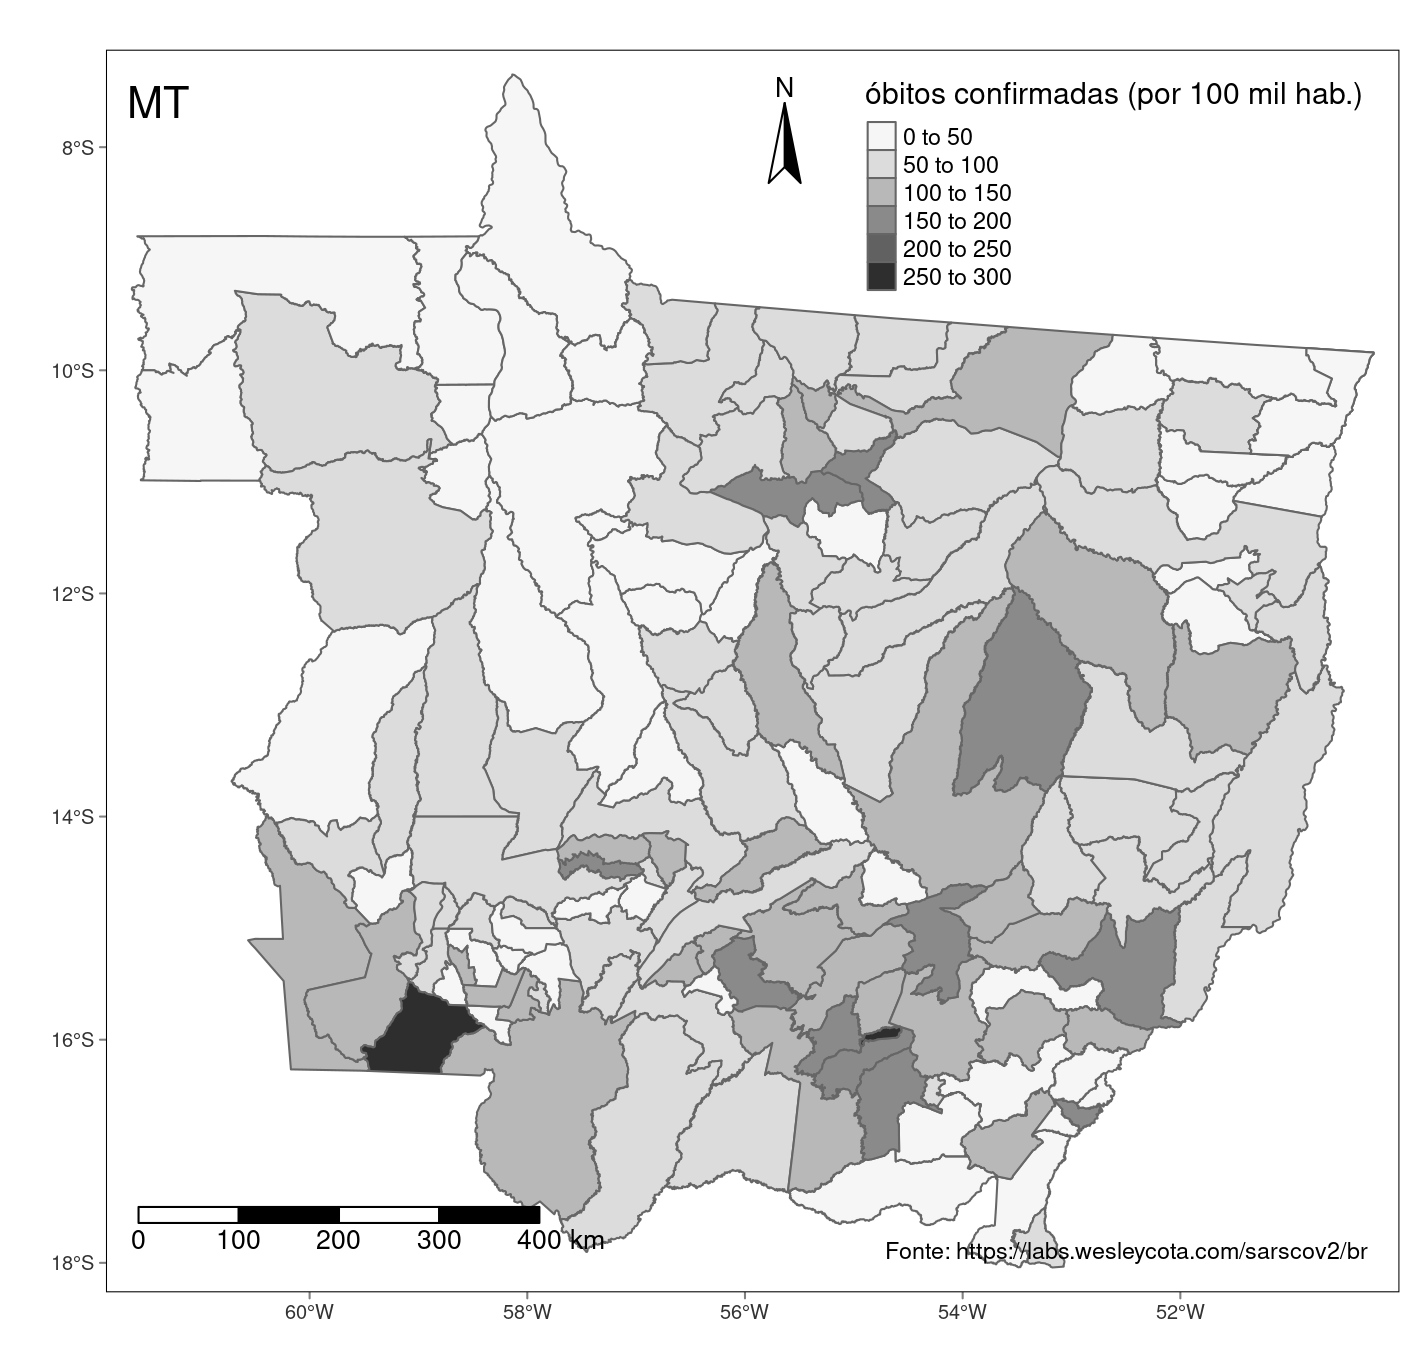 MT
N
óbitos confirmadas (por 100 mil hab.)
0 to 50
50 to 100
100 to 150
150 to 200
200 to 250
250 to 300
8°S
10°S
12°S
14°S
16°S
18°S
0 100 200 300 400 km
Fonte: https://labs.wesleycota.com/sarscov2/br
60°W 58°W 56°W 54°W 52°W